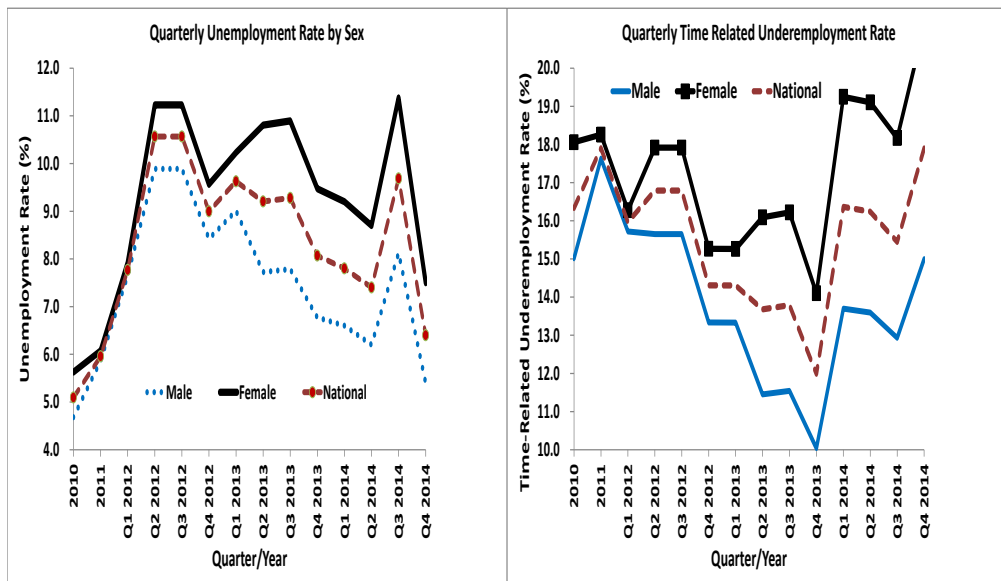 Quarterly Unemployment Rate by Sex
12.0
11.0
10.0
9.0
8.0
7.0
6.0
5.0
4.0
Unemployment Rate (%)
Male
Female
National
2010
2011
Q1 2012
Q2 2012
Q3 2012
Q4 2012
Q1 2013
Q2 2013
Q3 2013
Q4 2013
Q1 2014
Q2 2014
Q3 2014
Q4 2014
Quarter/Year
Quarterly Time Related Underemployment Rate
20.0
19.0
18.0
17.0
16.0
15.0
14.0
13.0
12.0
11.0
10.0
Time-Related Underemployment Rate (%)
Male
Female
National
2010
2011
Q1 2012
Q2 2012
Q3 2012
Q4 2012
Q1 2013
Q2 2013
Q3 2013
Q4 2013
Q1 2014
Q2 2014
Q3 2014
Q4 2014
Quarter/Year